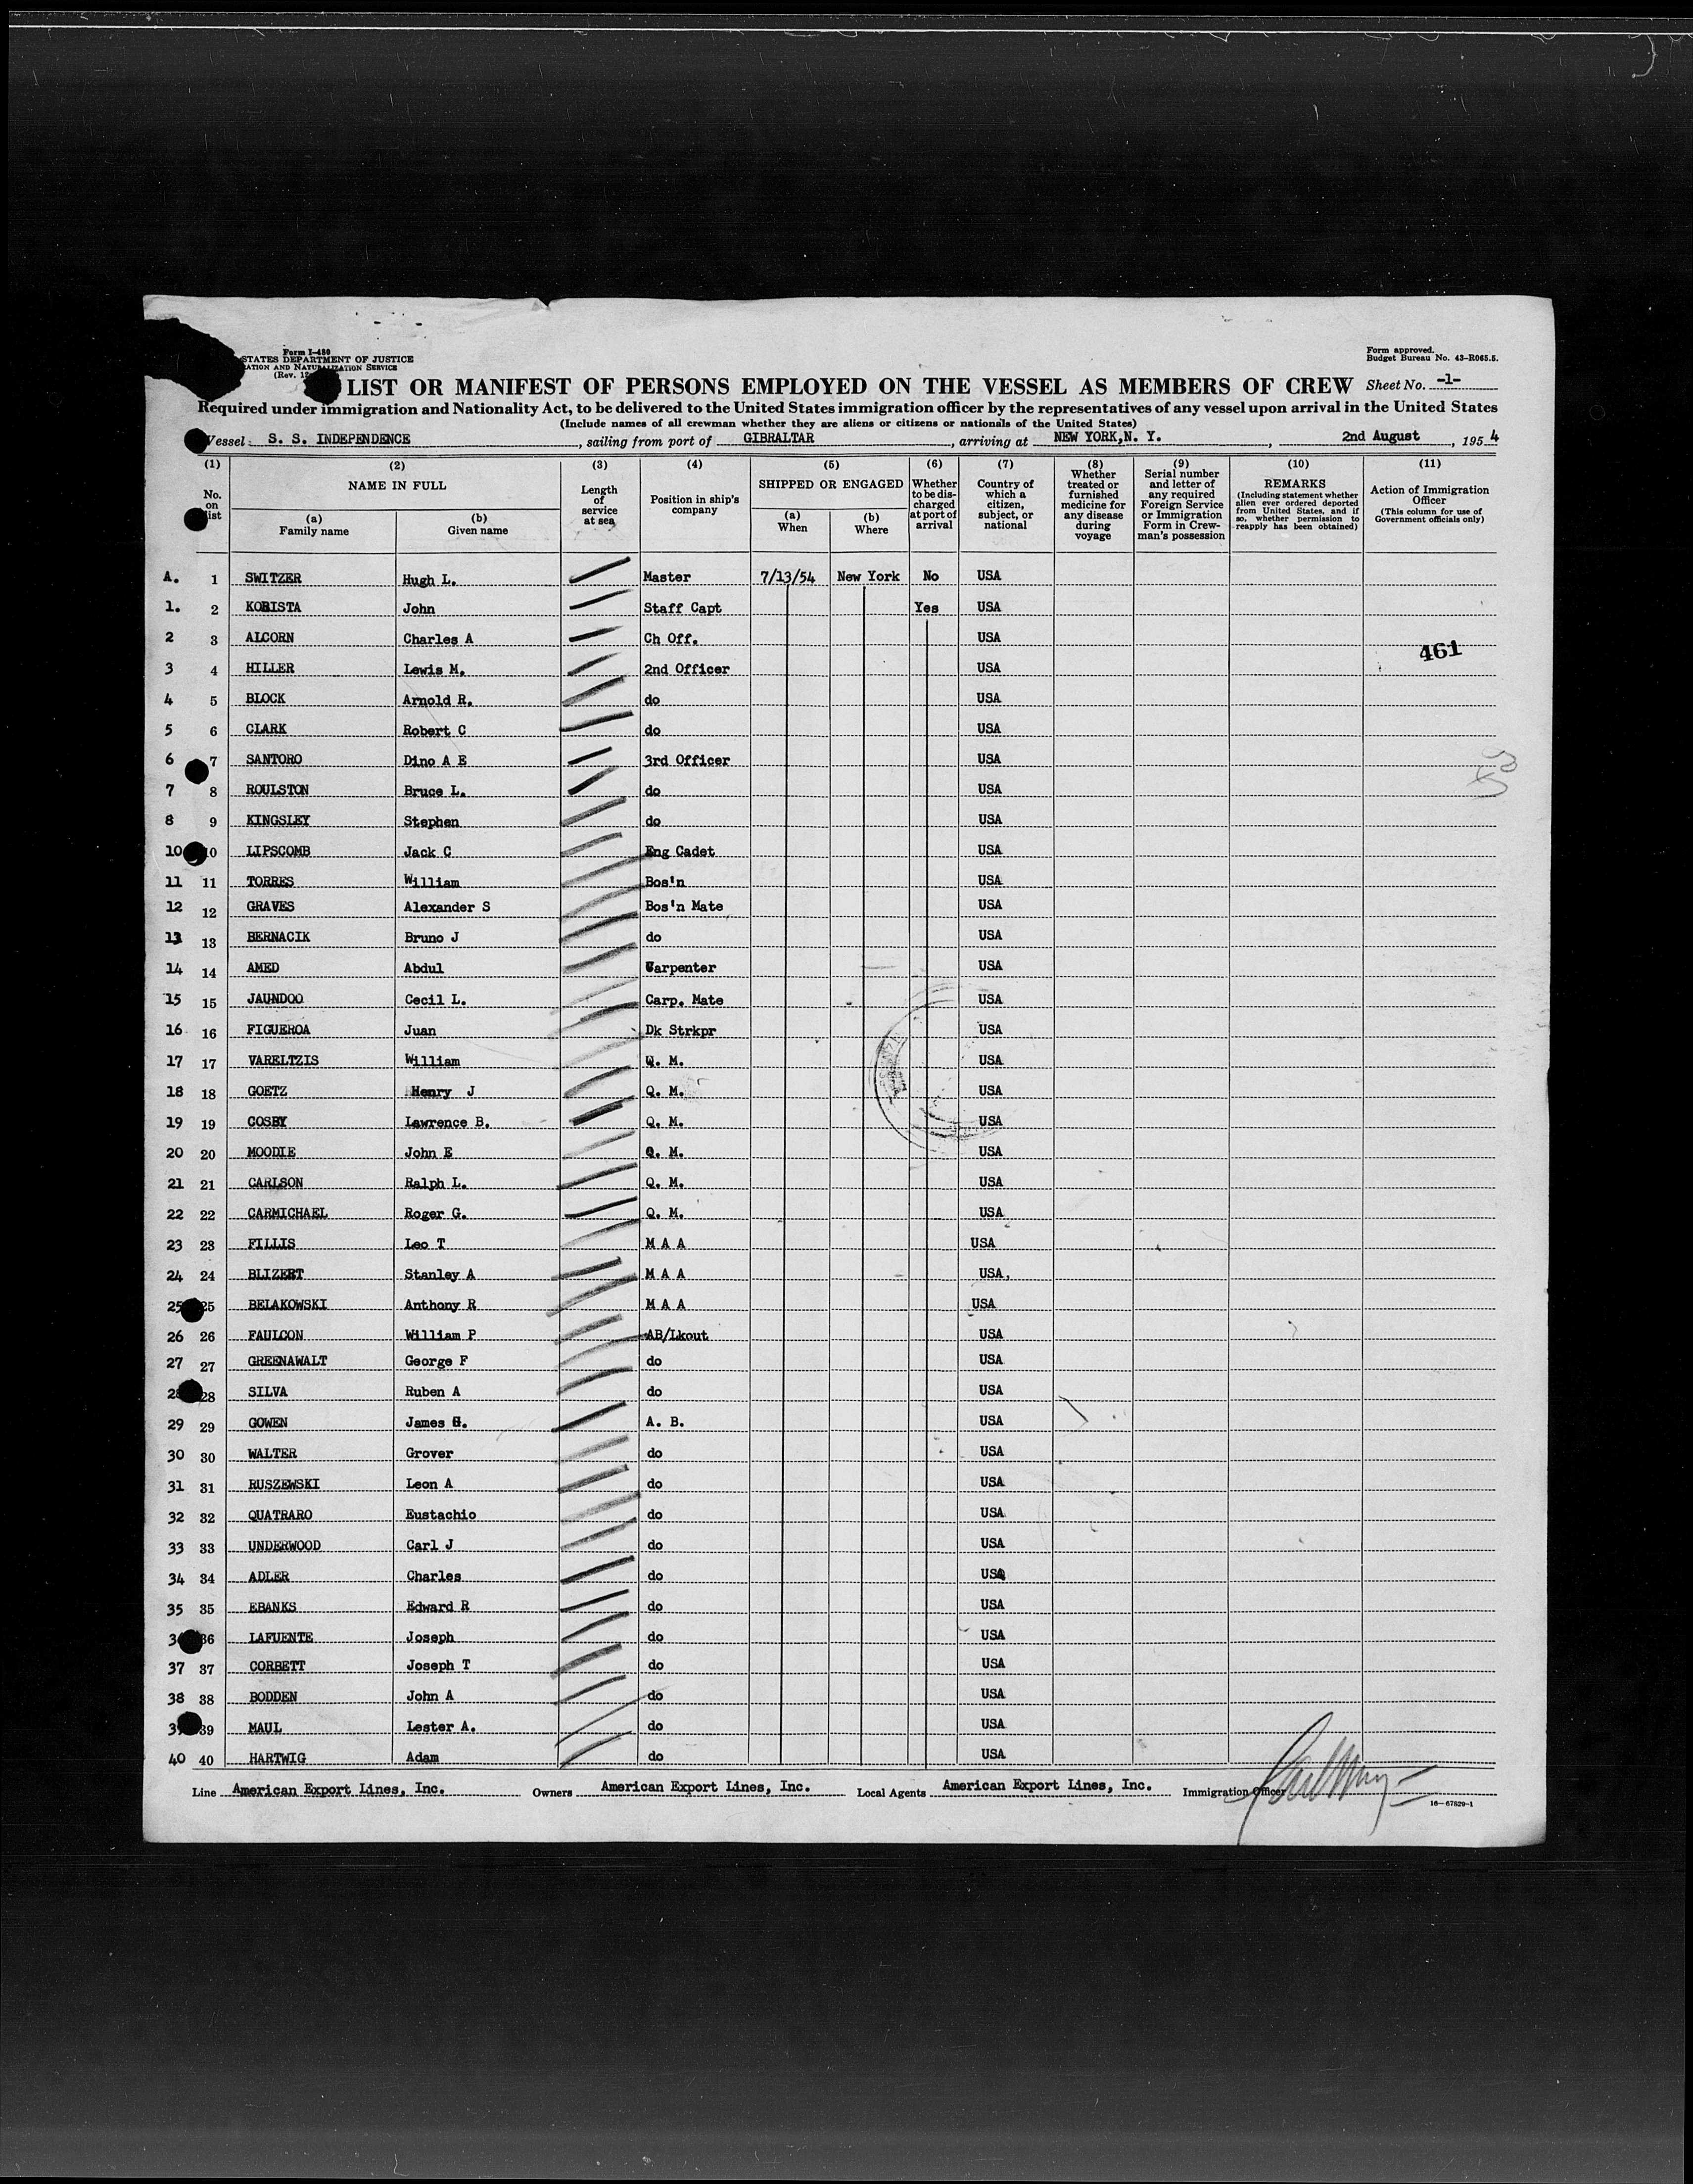 Form I-480
STATES DEPARTMENT OF JUSTICE
ATION AND NATURALIZATION SERVICE
(Rev. 12
Form approved.
Budget Bureau No. 43-R065.5.
LIST OR MANIFEST OF PERSONS EMPLOYED ON THE VESSEL AS MEMBERS OF CREW Sheet No. -1-
Required under immigration and Nationality Act, to be delivered to the United States immigration officer by the representatives of any vessel upon arrival in the United States
(Include names of all crewman whether they are aliens or citizens or nationals of the United States)
Vessel S. S. INDEPENDENCE, sailing from port of GIBRALTAR, arriving at NEW YORK,N. Y., 2nd August, 1954
(1) No. on list
(2) NAME IN FULL
(a) Family name
(b) Given name
(3) Length of service at sea
(4) Position in ship's company
(5) SHIPPED OR ENGAGED
(a) When
(b) Where
(6) Whether to be discharged at port of arrival
(7) Country of which a citizen, subject, or national
(8) Whether treated or furnished medicine for any disease during voyage
(9) Serial number and letter of any required Foreign Service or Immigration Form in Crewman's possession
(10) REMARKS (Including statement whether alien ever ordered deported from United States, and if so, whether permission to reapply has been obtained)
(11) Action of Immigration Officer (This column for use of Government officials only)
A. 1 SWITZER Hugh L. Master 7/13/54 New York No USA
1. 2 KORISTA John Staff Capt Yes USA
2 3 ALCORN Charles A Ch Off. USA
461
3 4 HILLER Lewis M. 2nd Officer USA
4 5 BLOCK Arnold R. do USA
5 6 CLARK Robert C do USA
6 7 SANTORO Dino A E 3rd Officer USA
7 8 ROULSTON Bruce L. do USA
8 9 KINGSLEY Stephen do USA
10 10 LIPSCOMB Jack C Eng Cadet USA
11 11 TORRES William Bos'n USA
12 12 GRAVES Alexander S Bos'n Mate USA
13 13 BERNACIK Bruno J do USA
14 14 AMED Abdul Carpenter USA
15 15 JAUNDOO Cecil L. Carp. Mate USA
16 16 FIGUEROA Juan Dk Strkpr USA
17 17 VARELTZIS William Q. M. USA
18 18 GOETZ Henry J Q. M. USA
19 19 COSBY Lawrence B. Q. M. USA
20 20 MOODIE John E Q. M. USA
21 21 CARLSON Ralph L. Q. M. USA
22 22 CARMICHAEL Roger G. Q. M. USA
23 23 FILLIS Leo T M A A USA
24 24 BLIZERT Stanley A M A A USA.
25 25 BELAKOWSKI Anthony R M A A USA
26 26 FAULCON William P AB/Lkout USA
27 27 GREENAWALT George F do USA
28 28 SILVA Ruben A do USA
29 29 GOWEN James G. A. B. USA
30 30 WALTER Grover do USA
31 31 RUSZEWSKI Leon A do USA
32 32 QUATRARO Eustachio do USA
33 33 UNDERWOOD Carl J do USA
34 34 ADLER Charles do USA
35 35 EBANKS Edward R do USA
36 36 LAFUENTE Joseph do USA
37 37 CORBETT Joseph T do USA
38 38 BODDEN John A do USA
39 39 MAUL Lester A. do USA
40 40 HARTWIG Adam do USA
Line American Export Lines, Inc. Owners American Export Lines, Inc. Local Agents American Export Lines, Inc. Immigration Officer
16-67829-1